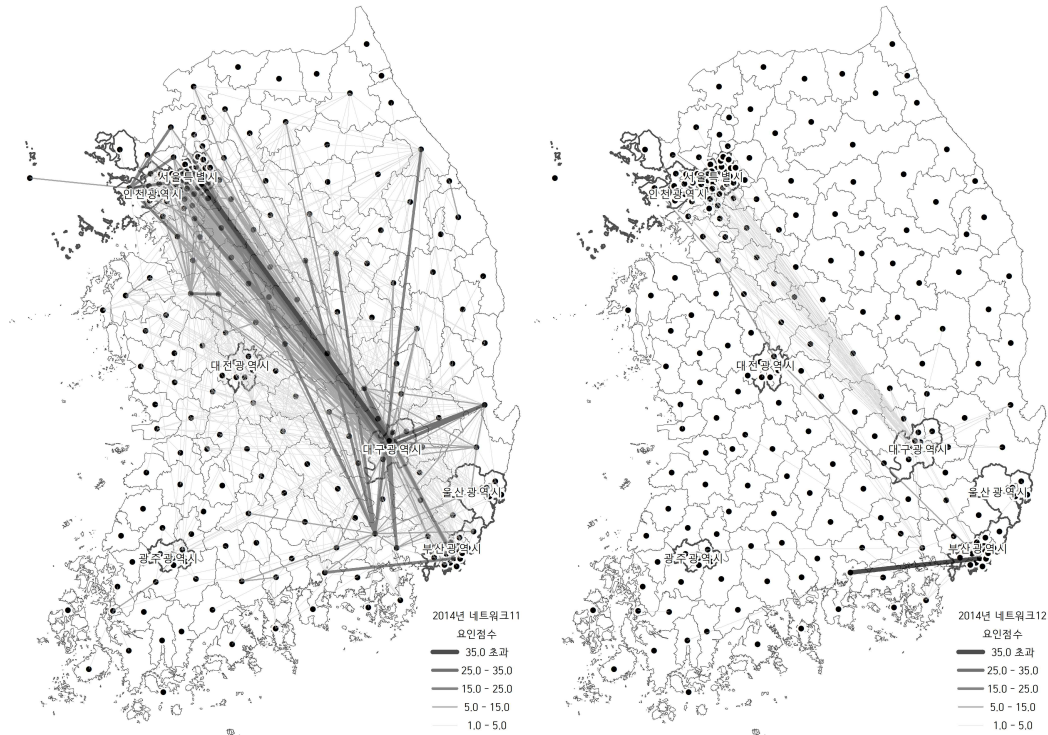 서울특별시
인천광역시
대전광역시
대구광역시
울산광역시
부산광역시
광주광역시
2014년 네트워크11
요인점수
35.0 초과
25.0 - 35.0
15.0 - 25.0
5.0 - 15.0
1.0 - 5.0
서울특별시
인천광역시
대전광역시
대구광역시
울산광역시
부산광역시
광주광역시
2014년 네트워크12
요인점수
35.0 초과
25.0 - 35.0
15.0 - 25.0
5.0 - 15.0
1.0 - 5.0